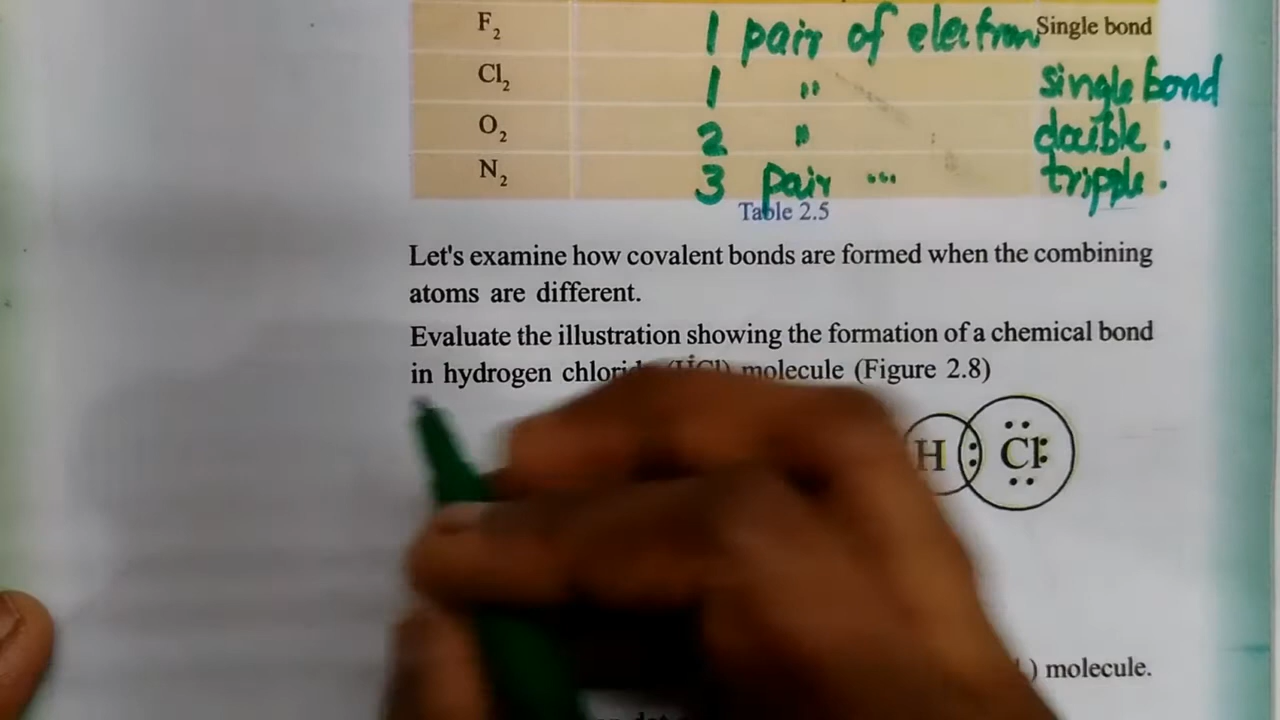 F₂ 1 pair of electron Single bond
Cl₂ 1 " single bond
O₂ 2 " double .
N₂ 3 pair "" tripple .
Table 2.5
Let's examine how covalent bonds are formed when the combining
atoms are different.
Evaluate the illustration showing the formation of a chemical bond
in hydrogen molecule (Figure 2.8)
H Cl
) molecule.